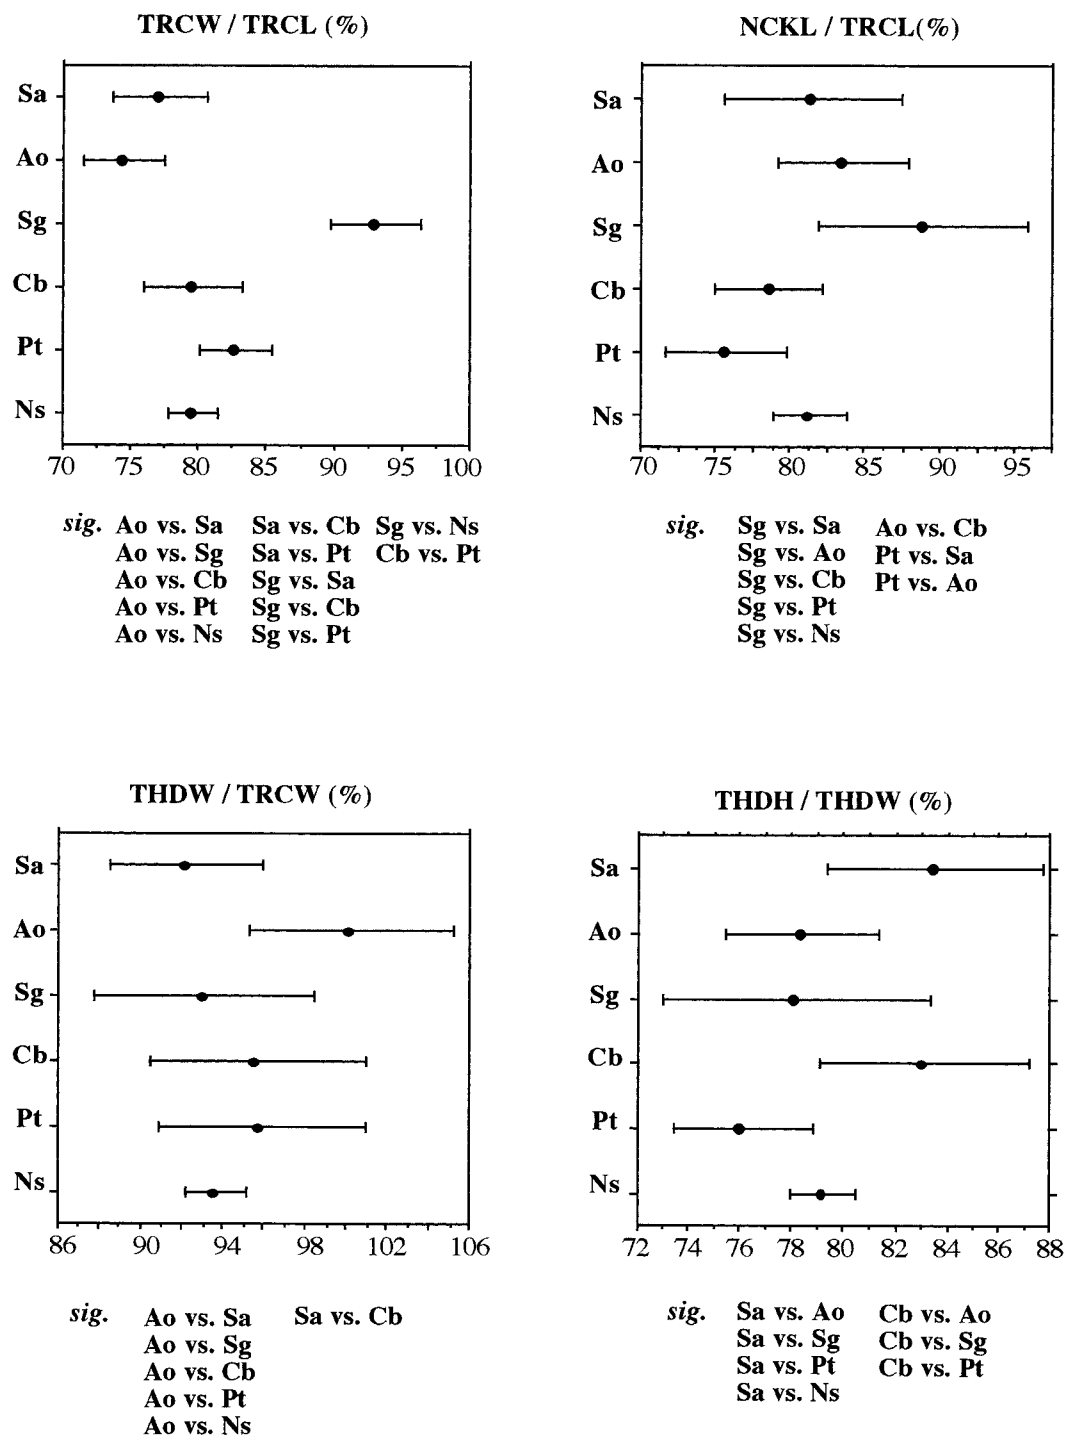 TRCW / TRCL (%)
Sa
Ao
Sg
Cb
Pt
Ns
70 75 80 85 90 95 100
sig. Ao vs. Sa Sa vs. Cb Sg vs. Ns
Ao vs. Sg Sa vs. Pt Cb vs. Pt
Ao vs. Cb Sg vs. Sa
Ao vs. Pt Sg vs. Cb
Ao vs. Ns Sg vs. Pt
NCKL / TRCL(%)
Sa
Ao
Sg
Cb
Pt
Ns
70 75 80 85 90 95
sig. Sg vs. Sa Ao vs. Cb
Sg vs. Ao Pt vs. Sa
Sg vs. Cb Pt vs. Ao
Sg vs. Pt
Sg vs. Ns
THDW / TRCW (%)
Sa
Ao
Sg
Cb
Pt
Ns
86 90 94 98 102 106
sig. Ao vs. Sa Sa vs. Cb
Ao vs. Sg
Ao vs. Cb
Ao vs. Pt
Ao vs. Ns
THDH / THDW (%)
Sa
Ao
Sg
Cb
Pt
Ns
72 74 76 78 80 82 84 86 88
sig. Sa vs. Ao Cb vs. Ao
Sa vs. Sg Cb vs. Sg
Sa vs. Pt Cb vs. Pt
Sa vs. Ns